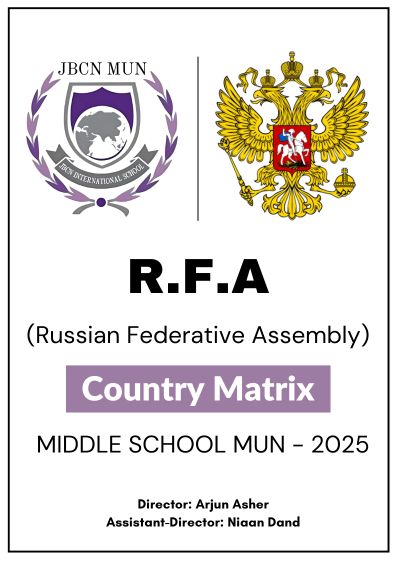 JBCN MUN
JBCN INTERNATIONAL SCHOOL
R.F.A
(Russian Federative Assembly)
Country Matrix
MIDDLE SCHOOL MUN - 2025
Director: Arjun Asher
Assistant-Director: Niaan Dand